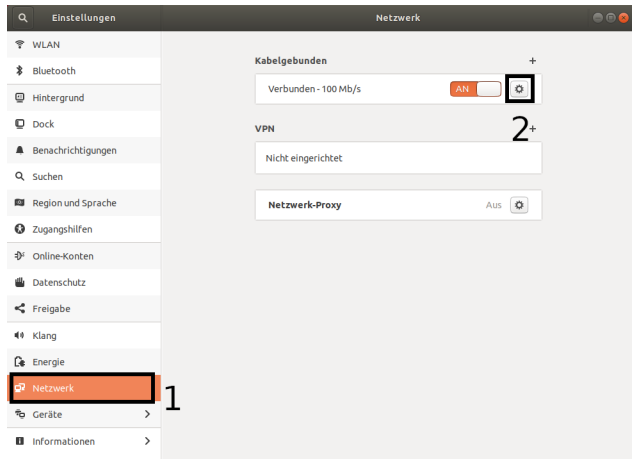 Einstellungen
Netzwerk
WLAN
Bluetooth
Hintergrund
Dock
Benachrichtigungen
Suchen
Region und Sprache
Zugangshilfen
Online-Konten
Datenschutz
Freigabe
Klang
Energie
Netzwerk
1
Geräte
Informationen
Kabelgebunden
+
Verbunden - 100 Mb/s
AN
2
VPN
+
Nicht eingerichtet
Netzwerk-Proxy
Aus